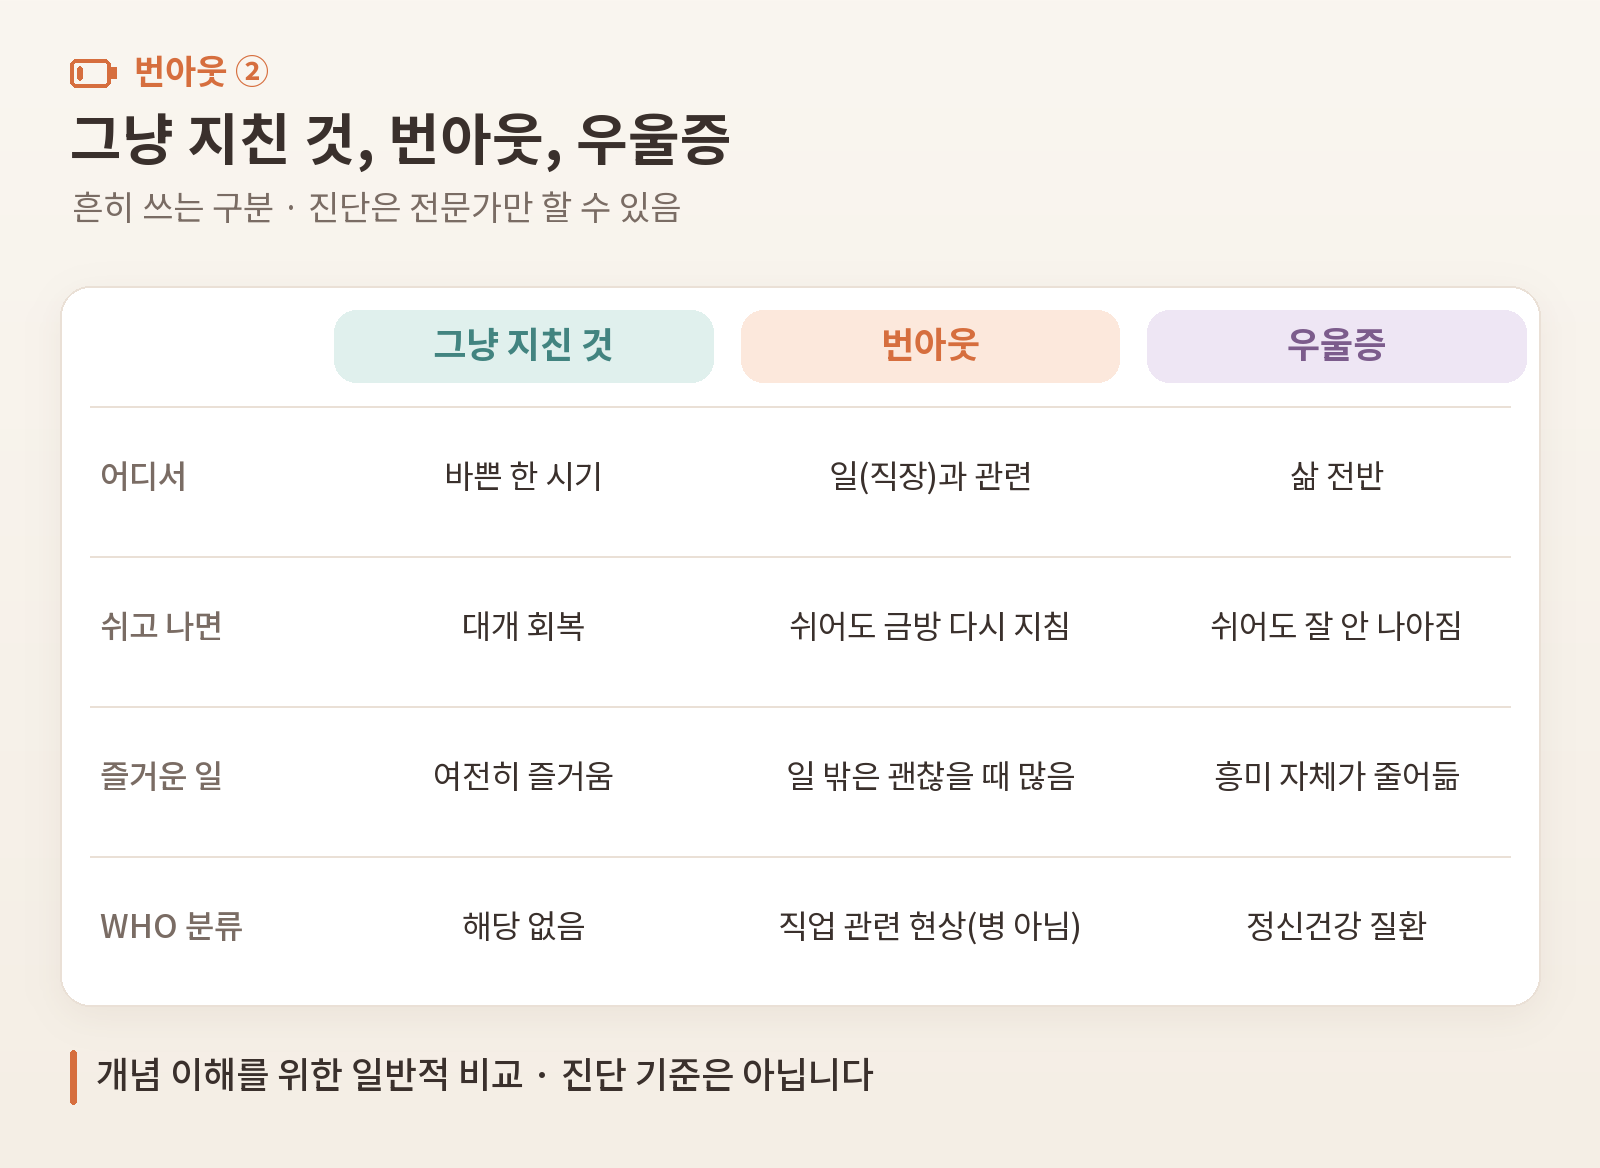 번아웃 ②
그냥 지친 것, 번아웃, 우울증
흔히 쓰는 구분 · 진단은 전문가만 할 수 있음
그냥 지친 것 번아웃 우울증
어디서 바쁜 한 시기 일(직장)과 관련 삶 전반
쉬고 나면 대개 회복 쉬어도 금방 다시 지침 쉬어도 잘 안 나아짐
즐거운 일 여전히 즐거움 일 밖은 괜찮을 때 많음 흥미 자체가 줄어듦
WHO 분류 해당 없음 직업 관련 현상(병 아님) 정신건강 질환
개념 이해를 위한 일반적 비교 · 진단 기준은 아닙니다